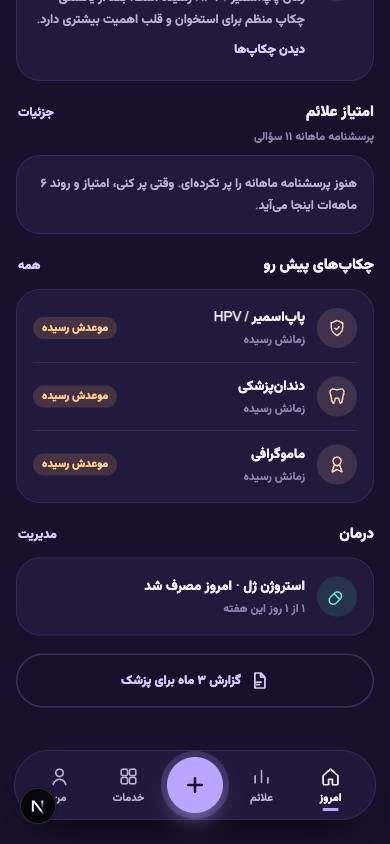 چکاپ منظم برای استخوان و قلب اهمیت بیشتری دارد.
دیدن چکاپ‌ها
امتیاز علائم
جزئیات
پرسشنامه ماهانه ۱۱ سؤالی
هنوز پرسشنامه ماهانه را پر نکرده‌ای. وقتی پر کنی، امتیاز و روند ۶
ماهه‌ات اینجا می‌آید.
چکاپ‌های پیش رو
همه
پاپ‌اسمیر / HPV
زمانش رسیده
موعدش رسیده
دندان‌پزشکی
زمانش رسیده
موعدش رسیده
ماموگرافی
زمانش رسیده
موعدش رسیده
درمان
مدیریت
استروژن ژل · امروز مصرف شد
۱ از ۱ روز این هفته
گزارش ۳ ماه برای پزشک
امروز
علائم
خدمات
من
N